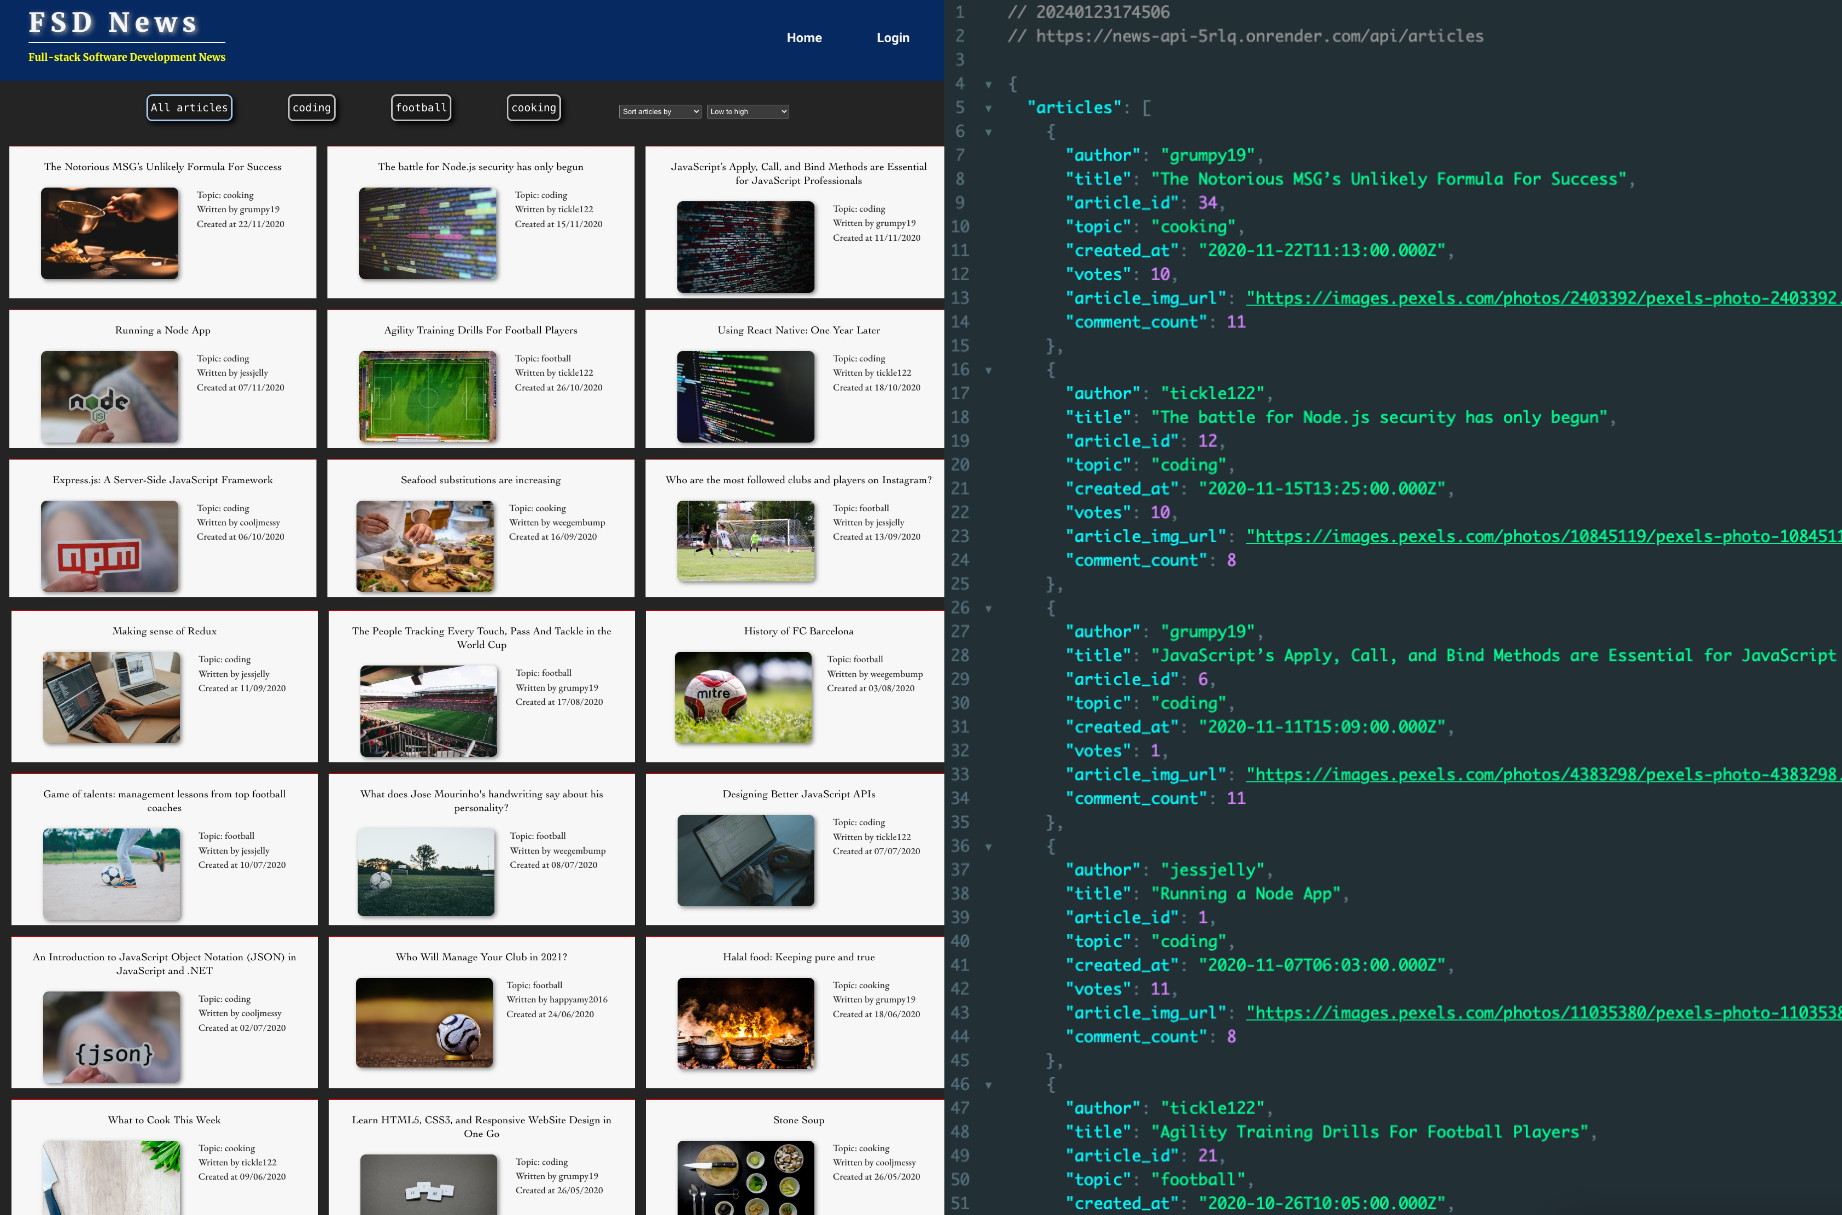 FSD News
Full-stack Software Development News
Home
Login
All articles
coding
football
cooking
Sort articles by
Low to high
The Notorious MSG's Unlikely Formula For Success
Topic: cooking
Written by grumpy19
Created at 22/11/2020
The battle for Node.js security has only begun
Topic: coding
Written by tickle122
Created at 15/11/2020
JavaScript's Apply, Call, and Bind Methods are Essential
for JavaScript Professionals
Topic: coding
Written by grumpy19
Created at 11/11/2020
Running a Node App
node
JS
Topic: coding
Written by jessjelly
Created at 07/11/2020
Agility Training Drills For Football Players
Topic: football
Written by tickle122
Created at 26/10/2020
Using React Native: One Year Later
Topic: coding
Written by tickle122
Created at 18/10/2020
Express.js: A Server-Side JavaScript Framework
npm
Topic: coding
Written by cooljmessy
Created at 06/10/2020
Seafood substitutions are increasing
Topic: cooking
Written by weegembump
Created at 16/09/2020
Who are the most followed clubs and players on Instagram?
Topic: football
Written by jessjelly
Created at 13/09/2020
Making sense of Redux
Topic: coding
Written by jessjelly
Created at 11/09/2020
The People Tracking Every Touch, Pass And Tackle in the
World Cup
Topic: football
Written by grumpy19
Created at 17/08/2020
History of FC Barcelona
mitre
Topic: football
Written by weegembump
Created at 03/08/2020
Game of talents: management lessons from top football
coaches
Topic: football
Written by jessjelly
Created at 10/07/2020
What does Jose Mourinho's handwriting say about his
personality?
Topic: football
Written by weegembump
Created at 08/07/2020
Designing Better JavaScript APIs
Topic: coding
Written by tickle122
Created at 07/07/2020
An Introduction to JavaScript Object Notation (JSON) in
JavaScript and .NET
{json}
Topic: coding
Written by cooljmessy
Created at 02/07/2020
Who Will Manage Your Club in 2021?
Topic: football
Written by happyamy2016
Created at 24/06/2020
Halal food: Keeping pure and true
Topic: cooking
Written by grumpy19
Created at 18/06/2020
What to Cook This Week
Topic: cooking
Written by tickle122
Created at 09/06/2020
Learn HTML5, CSS3, and Responsive WebSite Design in
One Go
Topic: coding
Written by grumpy19
Created at 26/05/2020
Stone Soup
Topic: cooking
Written by cooljmessy
Created at 26/05/2020
1 // 20240123174506
2 // https://news-api-5rlq.onrender.com/api/articles
3
4 {
5 "articles": [
6 {
7 "author": "grumpy19",
8 "title": "The Notorious MSG’s Unlikely Formula For Success",
9 "article_id": 34,
10 "topic": "cooking",
11 "created_at": "2020-11-22T11:13:00.000Z",
12 "votes": 10,
13 "article_img_url": "https://images.pexels.com/photos/2403392/pexels-photo-2403392.
14 "comment_count": 11
15 },
16 {
17 "author": "tickle122",
18 "title": "The battle for Node.js security has only begun",
19 "article_id": 12,
20 "topic": "coding",
21 "created_at": "2020-11-15T13:25:00.000Z",
22 "votes": 10,
23 "article_img_url": "https://images.pexels.com/photos/10845119/pexels-photo-1084511
24 "comment_count": 8
25 },
26 {
27 "author": "grumpy19",
28 "title": "JavaScript’s Apply, Call, and Bind Methods are Essential for JavaScript
29 "article_id": 6,
30 "topic": "coding",
31 "created_at": "2020-11-11T15:09:00.000Z",
32 "votes": 1,
33 "article_img_url": "https://images.pexels.com/photos/4383298/pexels-photo-4383298.
34 "comment_count": 11
35 },
36 {
37 "author": "jessjelly",
38 "title": "Running a Node App",
39 "article_id": 1,
40 "topic": "coding",
41 "created_at": "2020-11-07T06:03:00.000Z",
42 "votes": 11,
43 "article_img_url": "https://images.pexels.com/photos/11035380/pexels-photo-1103538
44 "comment_count": 8
45 },
46 {
47 "author": "tickle122",
48 "title": "Agility Training Drills For Football Players",
49 "article_id": 21,
50 "topic": "football",
51 "created_at": "2020-10-26T10:05:00.000Z",